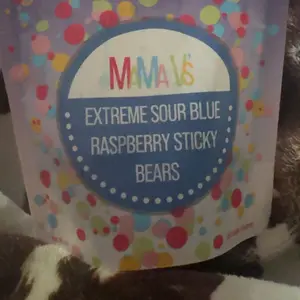 MAMA V'S
EXTREME SOUR BLUE
RASPBERRY STICKY
BEARS